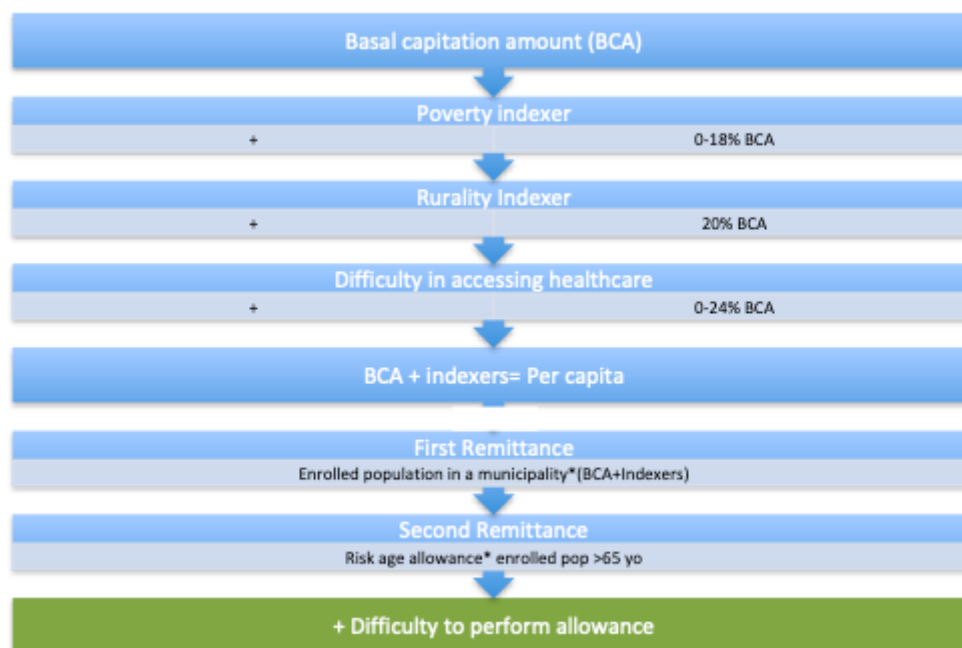 Basal capitation amount (BCA)
Poverty indexer
+ 0-18% BCA
Rurality Indexer
+ 20% BCA
Difficulty in accessing healthcare
+ 0-24% BCA
BCA + indexers= Per capita
First Remittance
Enrolled population in a municipality*(BCA+Indexers)
Second Remittance
Risk age allowance* enrolled pop >65 yo
+ Difficulty to perform allowance